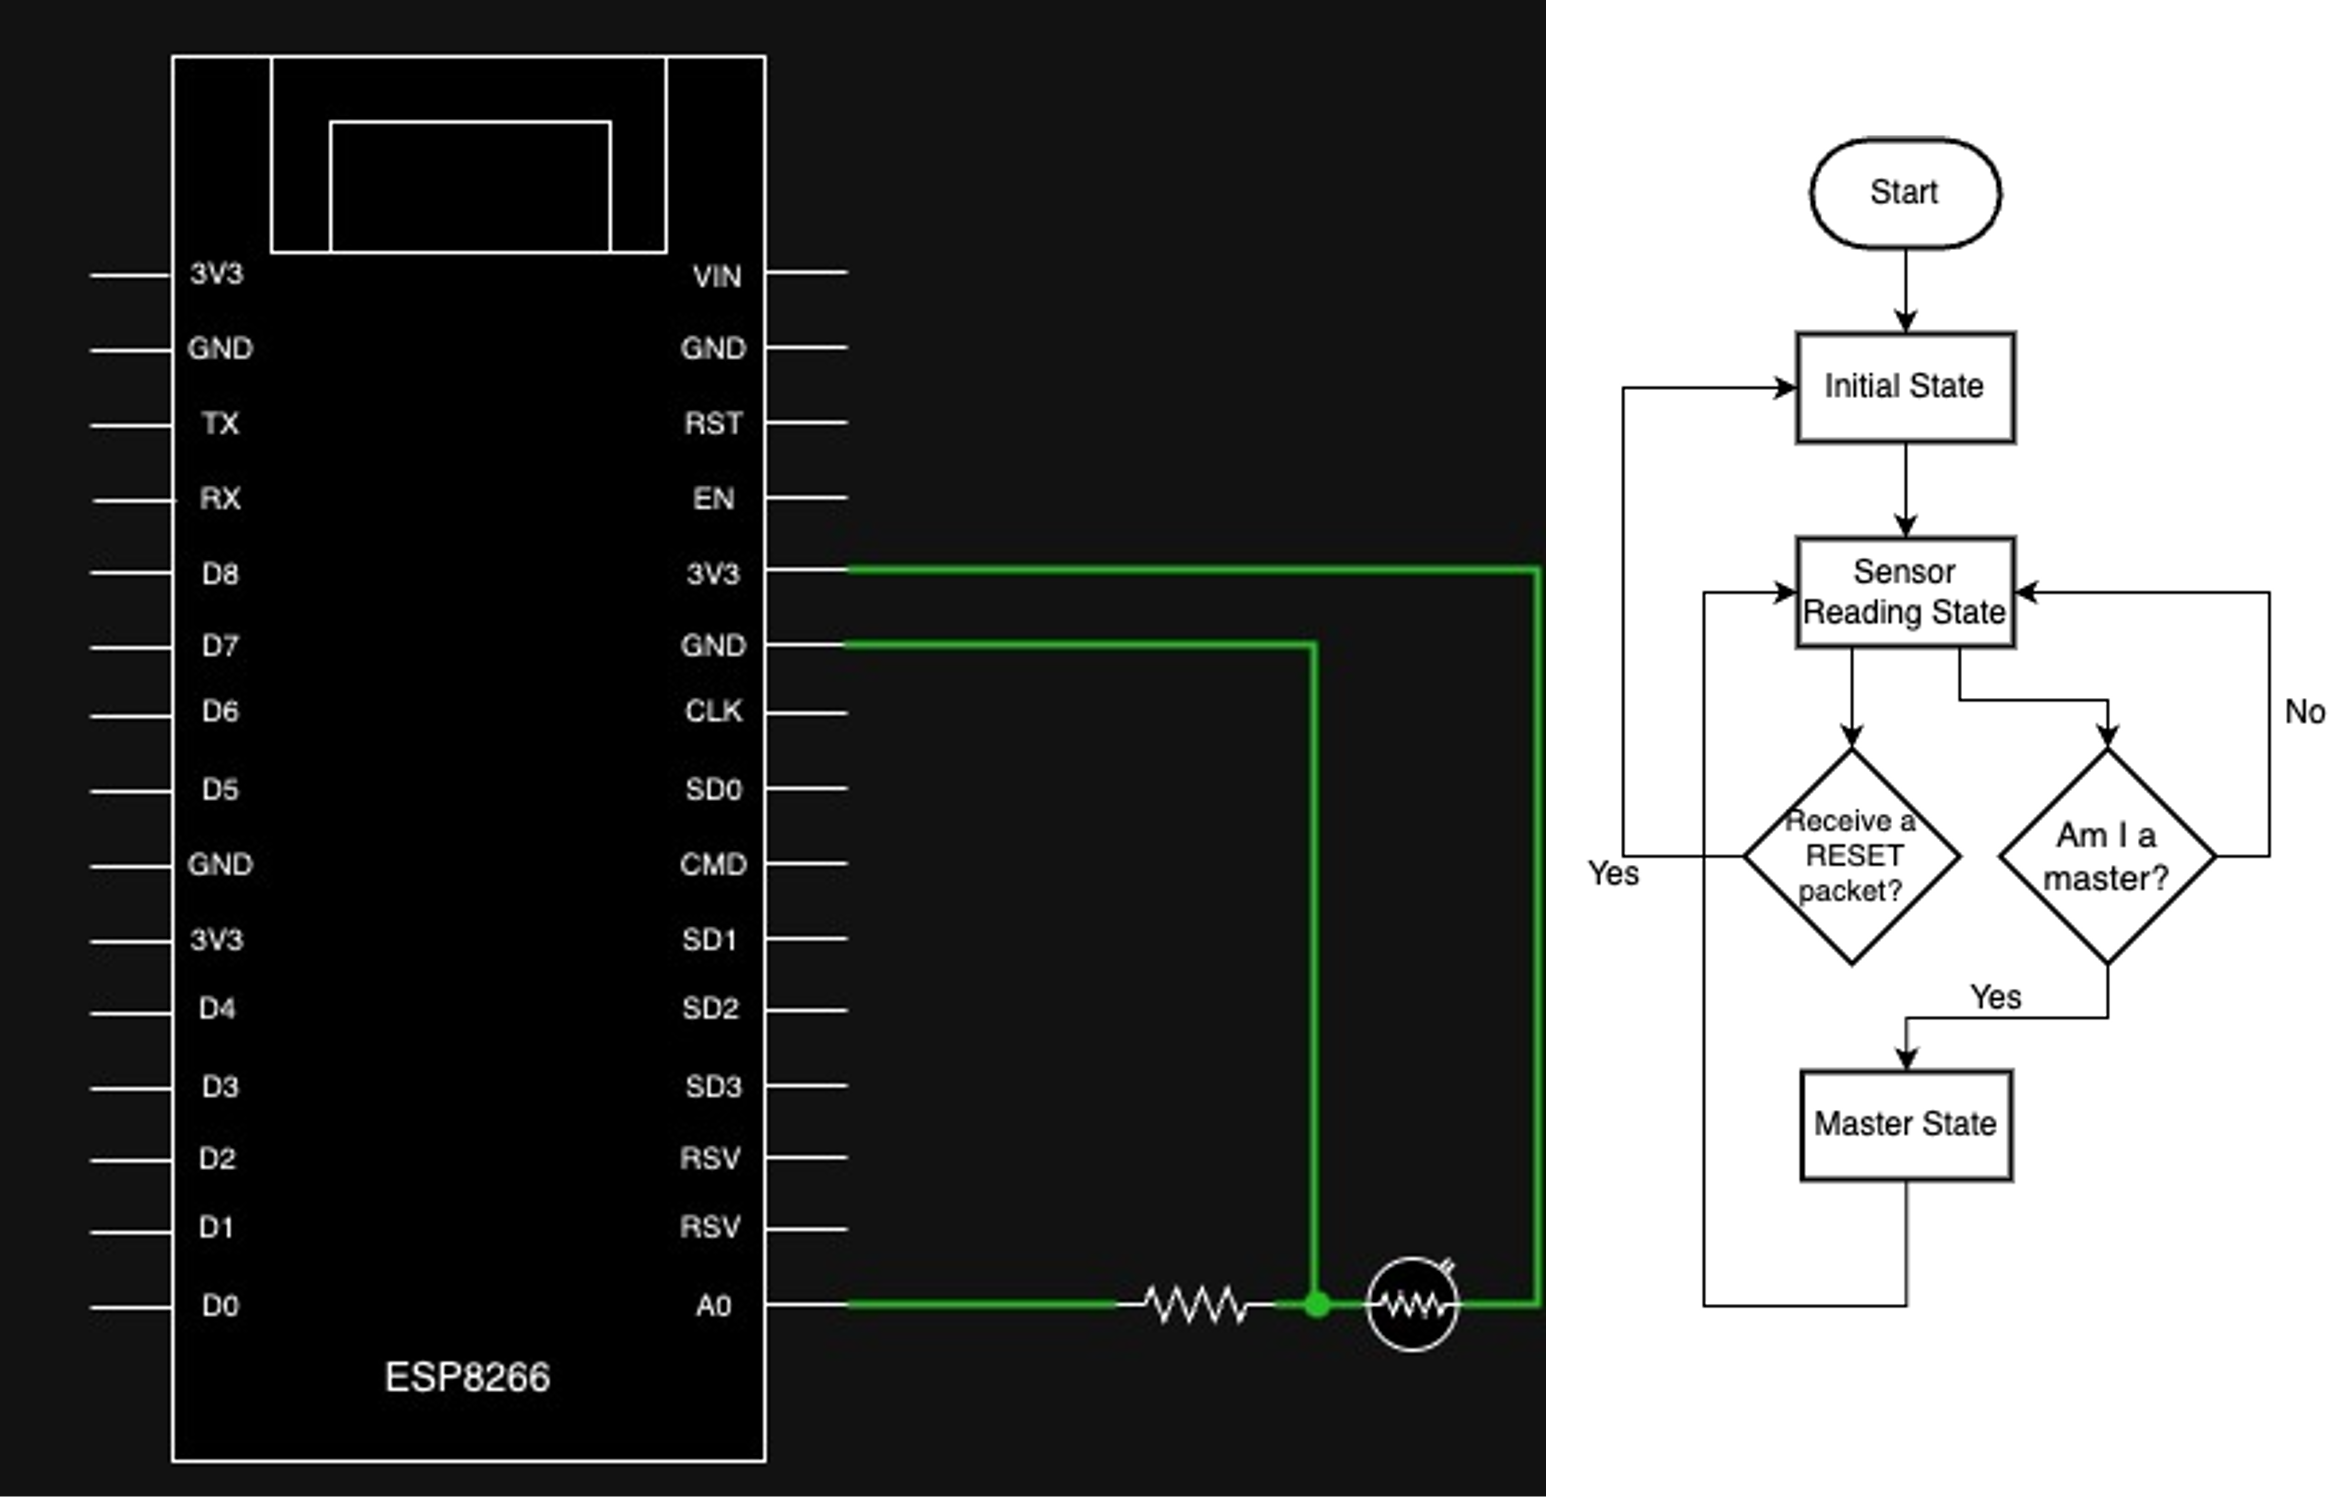 3V3
GND
TX
RX
D8
D7
D6
D5
GND
3V3
D4
D3
D2
D1
D0
VIN
GND
RST
EN
3V3
GND
CLK
SD0
CMD
SD1
SD2
SD3
RSV
RSV
A0
ESP8266
Start
Initial State
Sensor
Reading State
No
Receive a
RESET
packet?
Am I a
master?
Yes
Yes
Master State